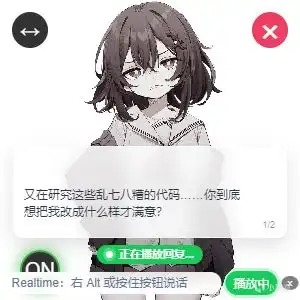 又在研究这些乱七八糟的代码……你到底
想把我改成什么样才满意？
1/2
正在播放回复...
ON
Realtime：右 Alt 或按住按钮说话
播放中